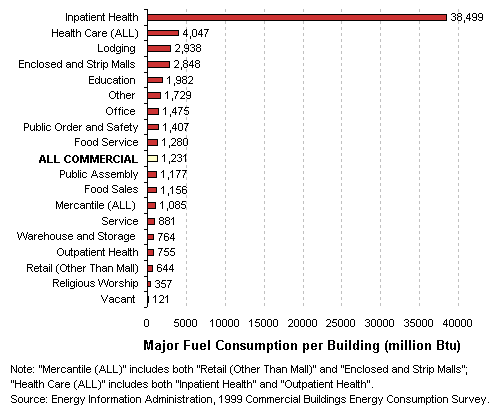 Inpatient Health 38,499
Health Care (ALL) 4,047
Lodging 2,938
Enclosed and Strip Malls 2,848
Education 1,982
Other 1,729
Office 1,475
Public Order and Safety 1,407
Food Service 1,280
ALL COMMERCIAL 1,231
Public Assembly 1,177
Food Sales 1,156
Mercantile (ALL) 1,085
Service 881
Warehouse and Storage 764
Outpatient Health 755
Retail (Other Than Mall) 644
Religious Worship 357
Vacant 121
0 5000 10000 15000 20000 25000 30000 35000 40000
Major Fuel Consumption per Building (million Btu)
Note: "Mercantile (ALL)" includes both "Retail (Other Than Mall)" and "Enclosed and Strip Malls";
"Health Care (ALL)" includes both "Inpatient Health" and "Outpatient Health".
Source: Energy Information Administration, 1999 Commercial Buildings Energy Consumption Survey.